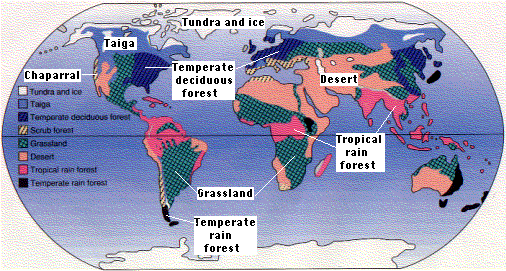 Tundra and ice
Taiga
Temperate
deciduous
forest
Chaparral
Desert
Tundra and ice
Taiga
Temperate deciduous forest
Scrub forest
Grassland
Desert
Tropical rain forest
Temperate rain forest
Tropical
rain
forest
Grassland
Temperate
rain
forest